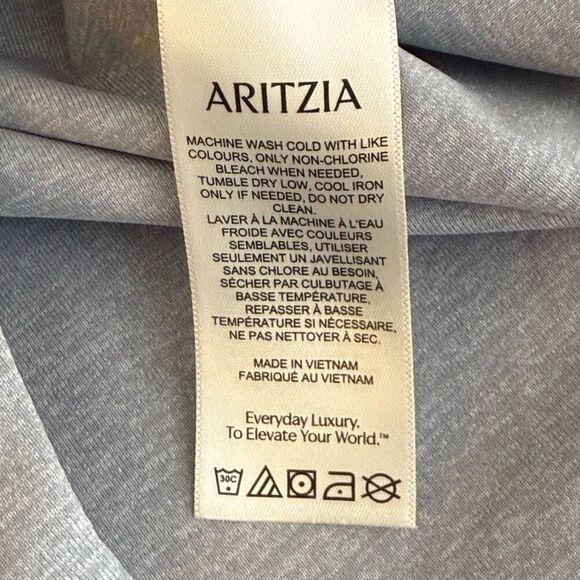 ARITZIA
MACHINE WASH COLD WITH LIKE
COLOURS, ONLY NON-CHLORINE
BLEACH WHEN NEEDED,
TUMBLE DRY LOW, COOL IRON
ONLY IF NEEDED, DO NOT DRY
CLEAN.
LAVER À LA MACHINE À L'EAU
FROIDE AVEC COULEURS
SEMBLABLES, UTILISER
SEULEMENT UN JAVELLISANT
SANS CHLORE AU BESOIN,
SÉCHER PAR CULBUTAGE À
BASSE TEMPÉRATURE,
REPASSER À BASSE
TEMPÉRATURE SI NÉCESSAIRE,
NE PAS NETTOYER À SEC.
MADE IN VIETNAM
FABRIQUÉ AU VIETNAM
Everyday Luxury.
To Elevate Your World.™
30C